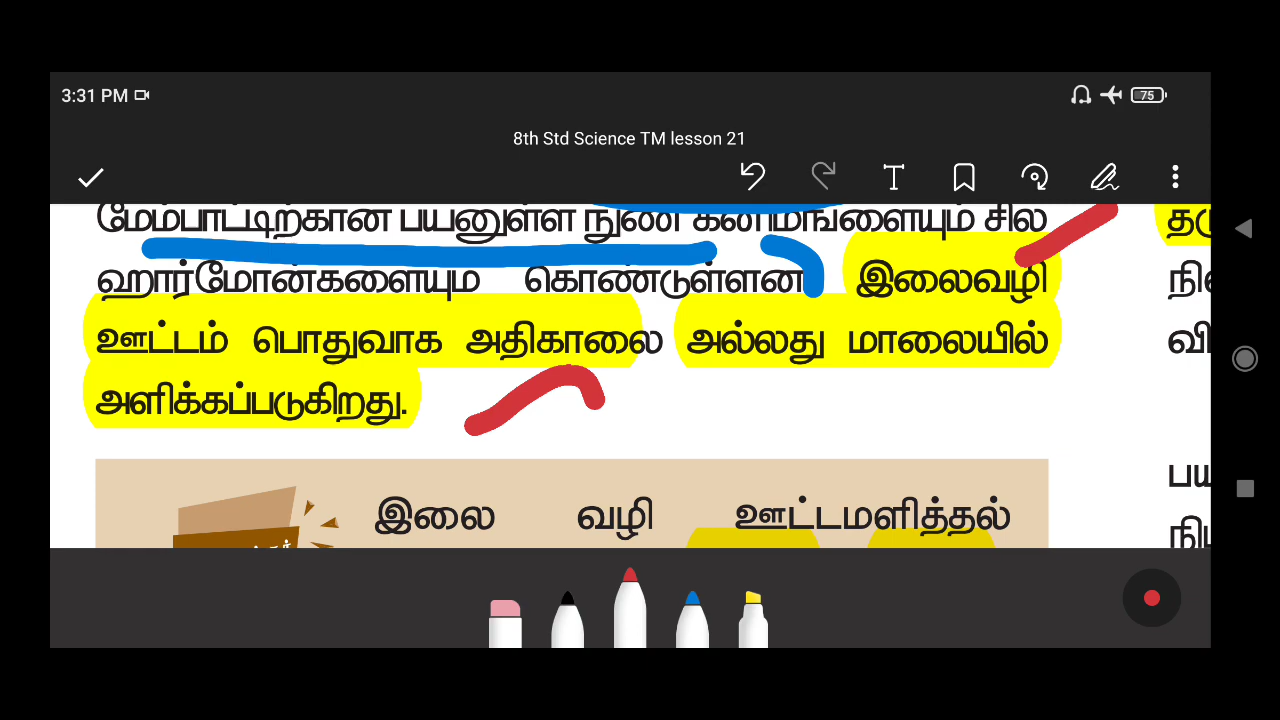 3:31 PM
75
8th Std Science TM lesson 21
மேம்பாட்டிற்கான பயனுள்ள நுண் கனிமங்களையும் சில
ஹார்மோன்களையும் கொண்டுள்ளன இலைவழி
ஊட்டம் பொதுவாக அதிகாலை அல்லது மாலையில்
அளிக்கப்படுகிறது.
இலை வழி ஊட்டமளித்தல்
வி